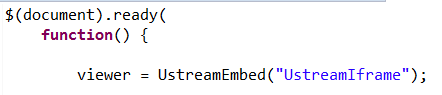 $(document).ready(
function() {
viewer = UstreamEmbed("UstreamIframe");